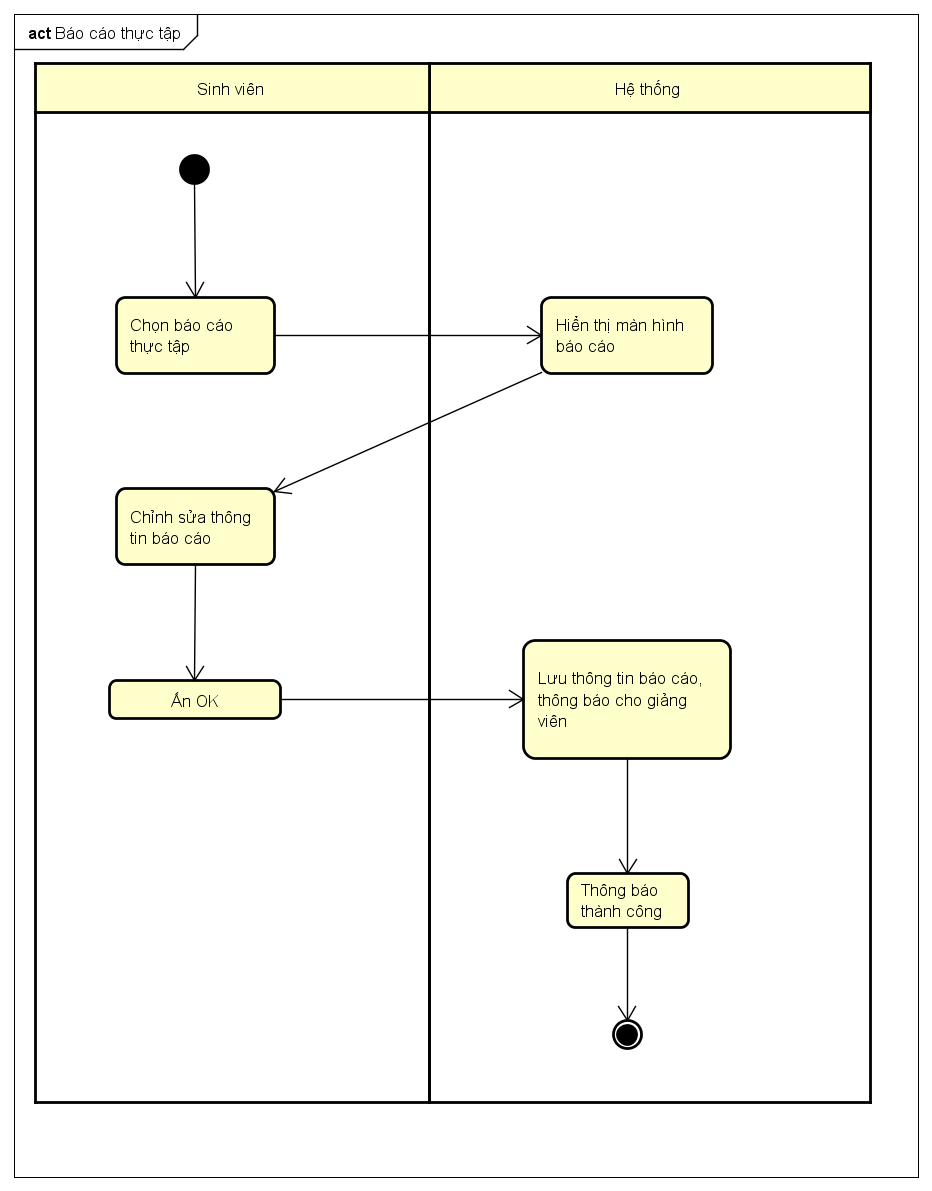 act Báo cáo thực tập
Sinh viên
Hệ thống
Chọn báo cáo
thực tập
Hiển thị màn hình
báo cáo
Chỉnh sửa thông
tin báo cáo
Ấn OK
Lưu thông tin báo cáo,
thông báo cho giảng
viên
Thông báo
thành công